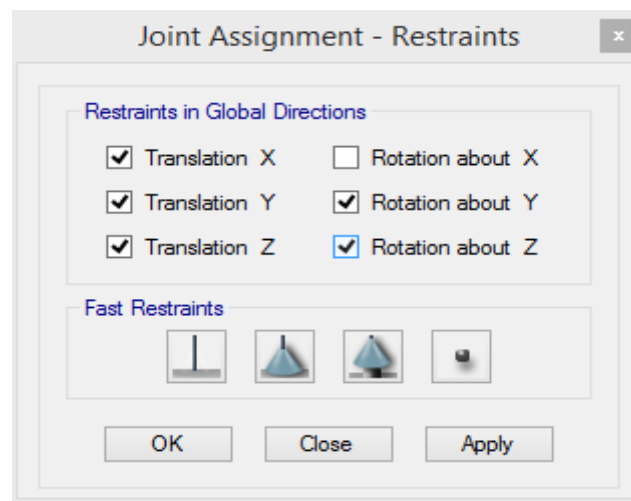 Joint Assignment - Restraints
x
Restraints in Global Directions
Translation X Rotation about X
Translation Y Rotation about Y
Translation Z Rotation about Z
Fast Restraints
OK Close Apply